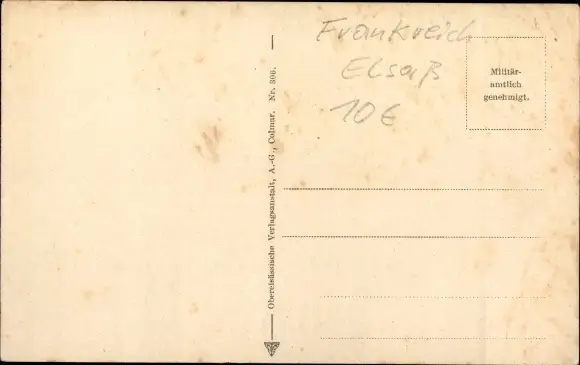 Frankreich
Elsaß
10€
Militär-
amtlich
genehmigt.
Oberelsässische Verlagsanstalt, A.-G., Colmar. Nr. 306.